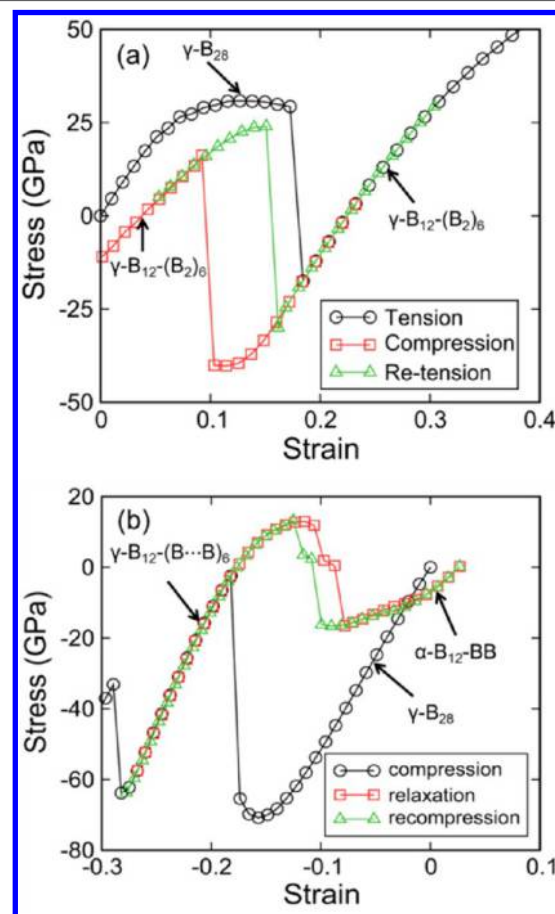 50
(a)
γ-B₂₈
25
0
γ-B₁₂-(B₂)₆
γ-B₁₂-(B₂)₆
-25
Tension
Compression
Re-tension
-50
0
0.1
0.2
0.3
0.4
Strain
Stress (GPa)
20
(b)
γ-B₁₂-(B···B)₆
0
-20
α-B₁₂-BB
γ-B₂₈
-40
-60
compression
relaxation
recompression
-80
-0.3
-0.2
-0.1
0
0.1
Strain
Stress (GPa)